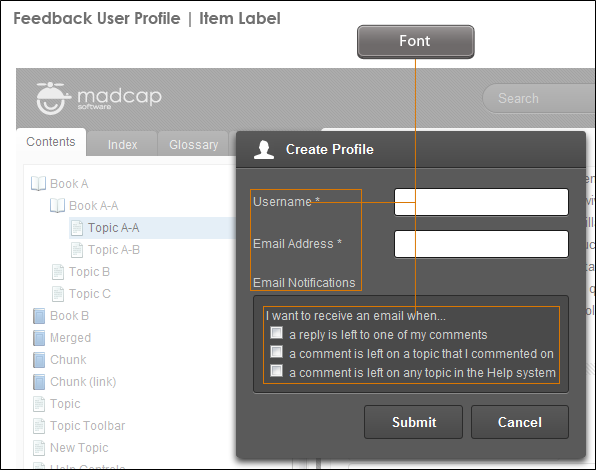 Feedback User Profile | Item Label
Font
madcap
software
Search
Contents
Index
Glossary
Create Profile
Book A
Book A-A
Topic A-A
Topic A-B
Topic B
Topic C
Book B
Merged
Chunk
Chunk (link)
Topic
Topic Toolbar
New Topic
Username *
Email Address *
Email Notifications
I want to receive an email when...
a reply is left to one of my comments
a comment is left on a topic that I commented on
a comment is left on any topic in the Help system
Submit
Cancel